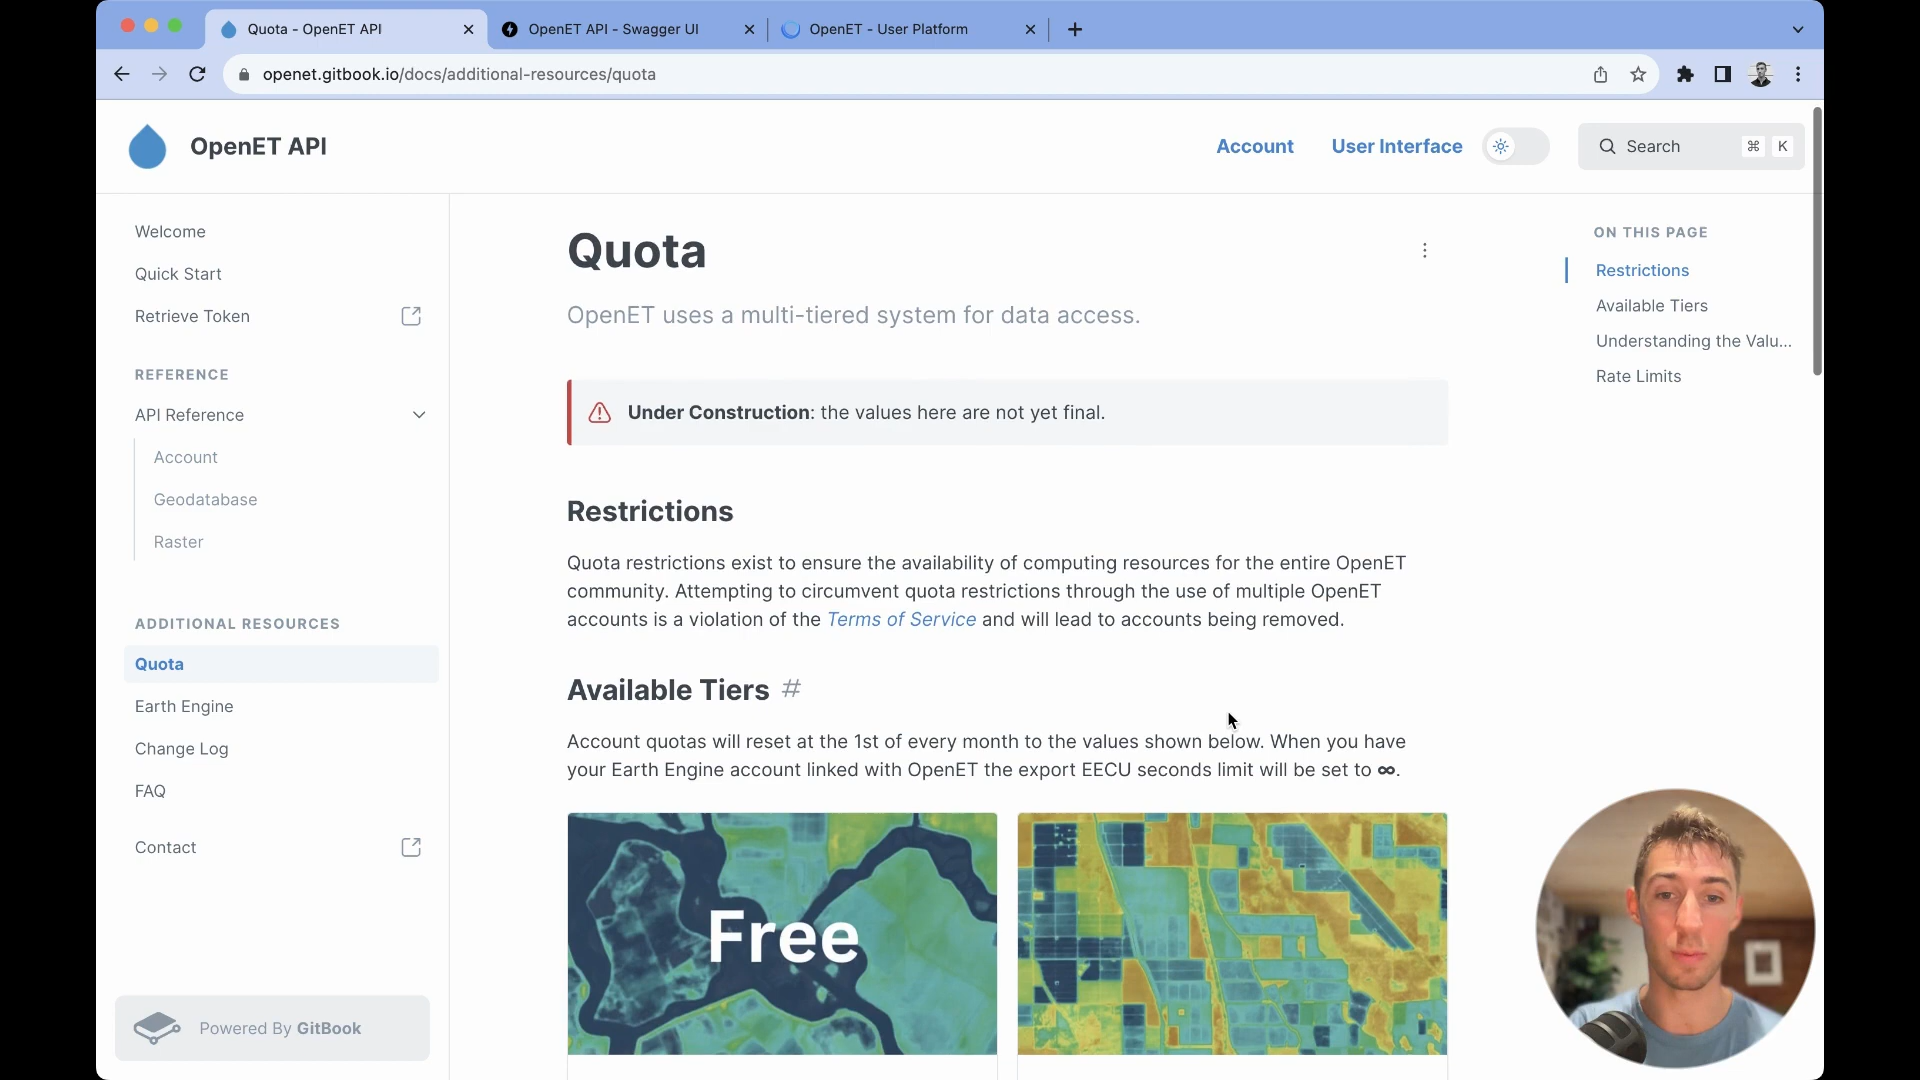 Quota - OpenET API
OpenET API - Swagger UI
OpenET - User Platform
openet.gitbook.io/docs/additional-resources/quota
OpenET API
Account
User Interface
Search
⌘ K
Welcome
Quick Start
Retrieve Token
REFERENCE
API Reference
Account
Geodatabase
Raster
ADDITIONAL RESOURCES
Quota
Earth Engine
Change Log
FAQ
Contact
Powered By GitBook
Quota
OpenET uses a multi-tiered system for data access.
Under Construction: the values here are not yet final.
Restrictions
Quota restrictions exist to ensure the availability of computing resources for the entire OpenET
community. Attempting to circumvent quota restrictions through the use of multiple OpenET
accounts is a violation of the Terms of Service and will lead to accounts being removed.
Available Tiers #
Account quotas will reset at the 1st of every month to the values shown below. When you have
your Earth Engine account linked with OpenET the export EECU seconds limit will be set to ∞.
Free
ON THIS PAGE
Restrictions
Available Tiers
Understanding the Valu...
Rate Limits